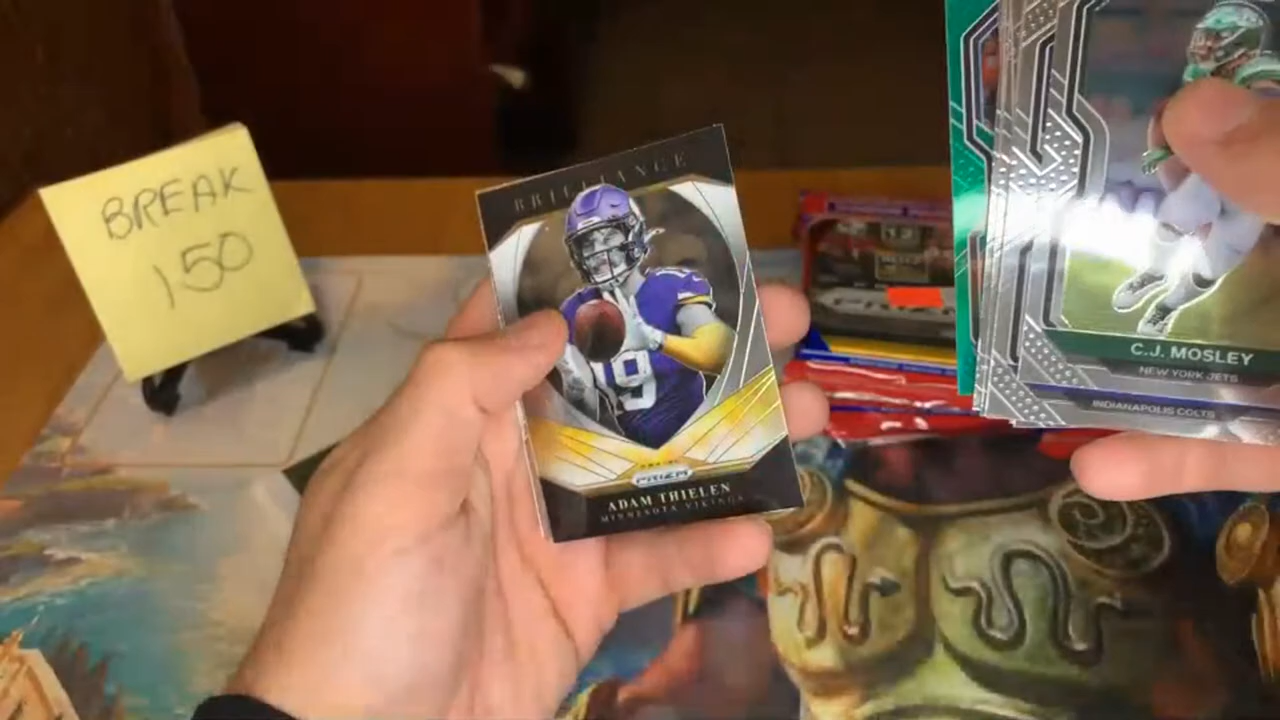 BREAK
150
BRILLIANCE
19
PRIZM
ADAM THIELEN
MINNESOTA VIKINGS
C.J. MOSLEY
NEW YORK JETS
INDIANAPOLIS COLTS